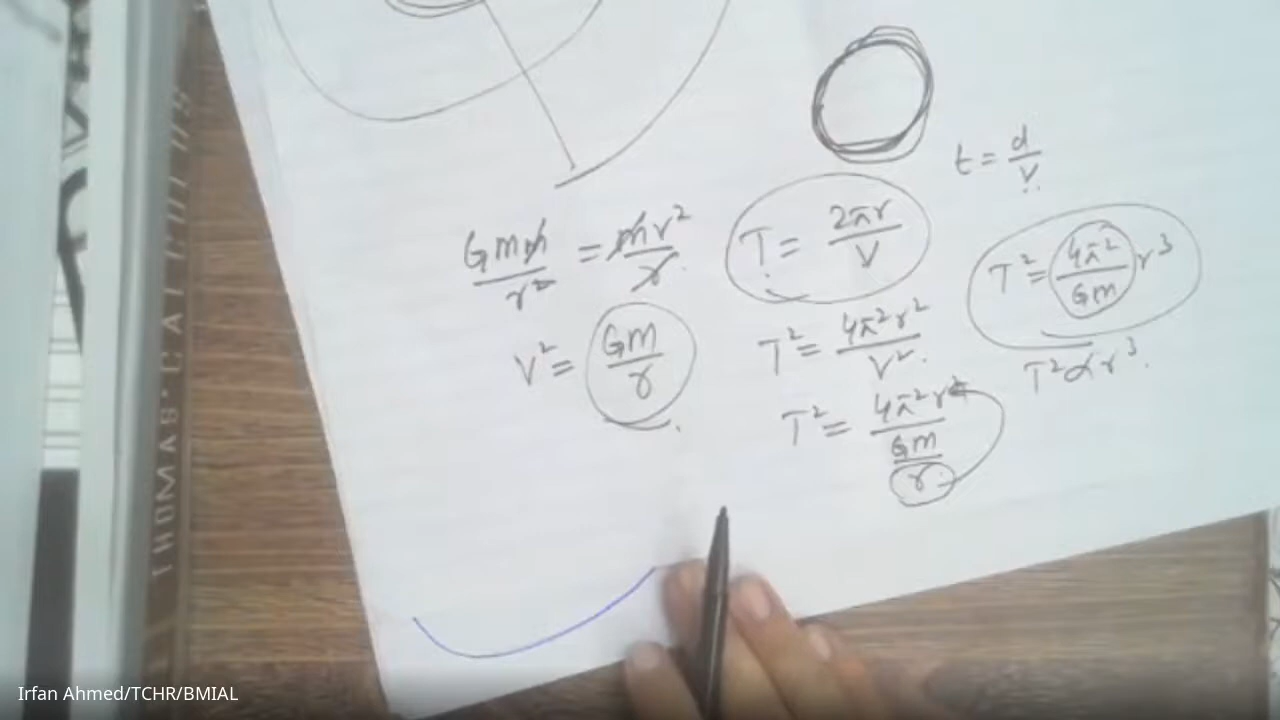 t = d/v
GMm/r² = mv²/r
T = 2πr/v
T² = 4π²/GM r³
V² = GM/r
T² = 4π²r²/V²
T² ∝ r³
T² = 4π²r²/(GM/r)
THOMAS' CALCULUS
Irfan Ahmed/TCHR/BMIAL